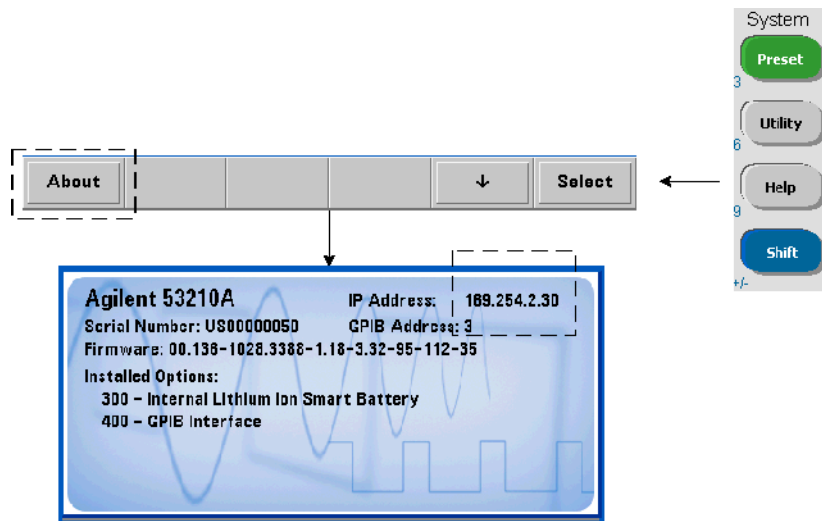 System
Preset
3
Utility
6
Help
9
Shift
+/-
About ↓ Select
Agilent 53210A IP Address: 169.254.2.30
Serial Number: US00000050 GPIB Address: 3
Firmware: 00.136-1028.3388-1.18-3.32-95-112-35
Installed Options:
300 - Internal Lithium Ion Smart Battery
400 - GPIB Interface